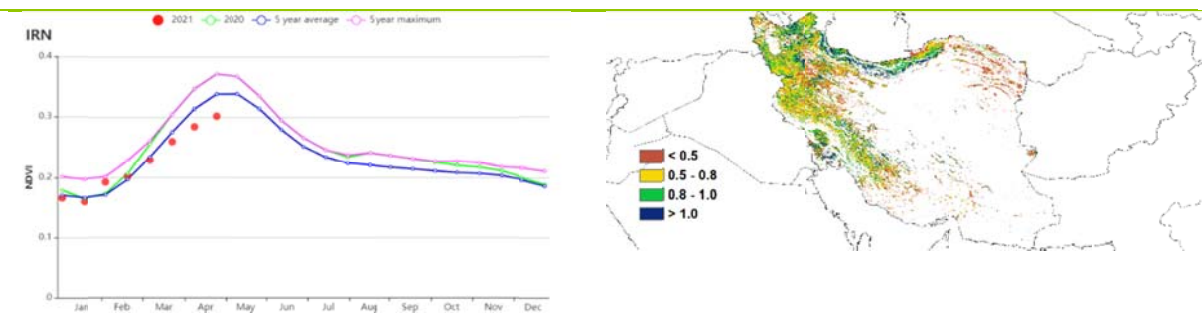 2021 2020 5 year average 5 year maximum
IRN
0.4
0.3
0.2
0.1
0
NDVI
Jan Feb Mar Apr May Jun Jul Aug Sep Oct Nov Dec
< 0.5
0.5 - 0.8
0.8 - 1.0
> 1.0